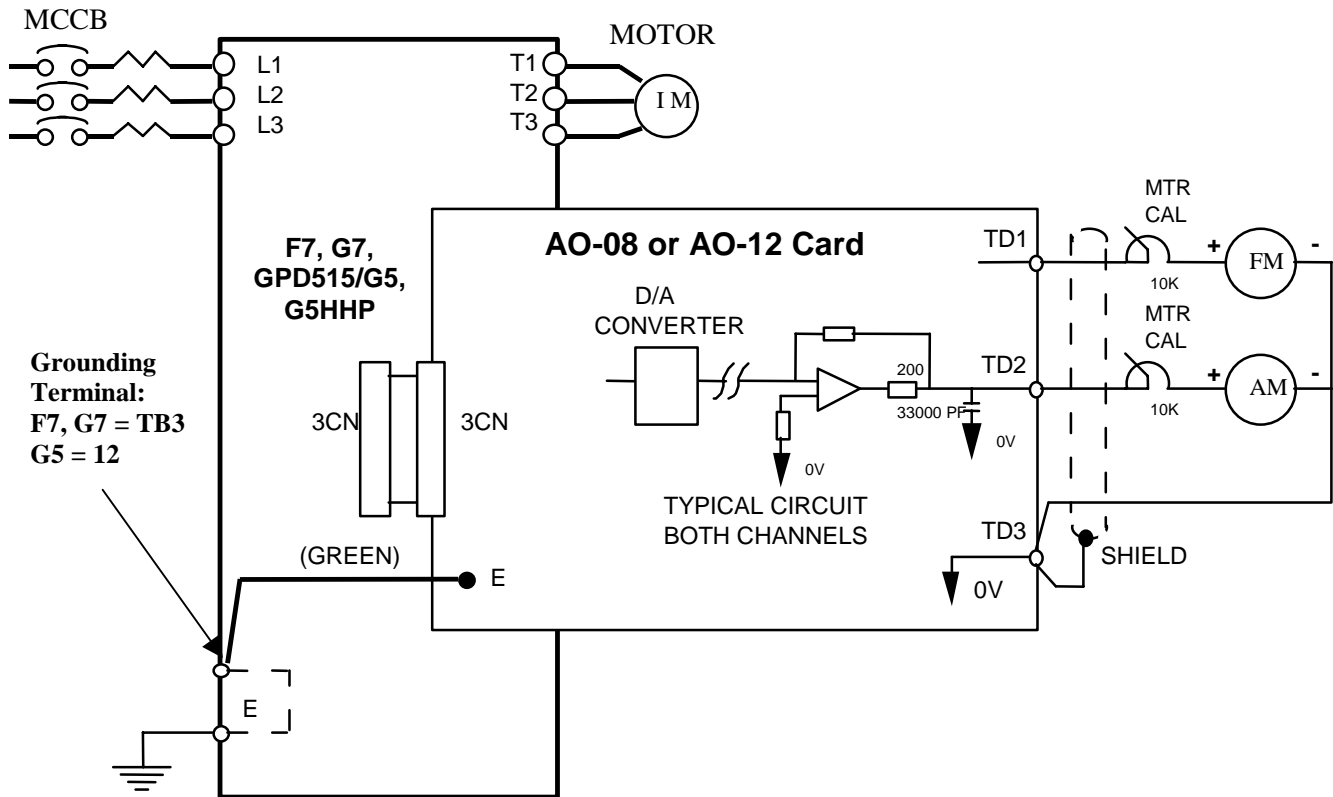 MCCB
MOTOR
L1
L2
L3
T1
T2
T3
I M
F7, G7,
GPD515/G5,
G5HHP
AO-08 or AO-12 Card
D/A
CONVERTER
200
33000 PF
0V
0V
TYPICAL CIRCUIT
BOTH CHANNELS
TD1
TD2
TD3
0V
MTR
CAL
10K
+
FM
-
MTR
CAL
10K
+
AM
-
SHIELD
3CN
3CN
Grounding
Terminal:
F7, G7 = TB3
G5 = 12
(GREEN)
E
E